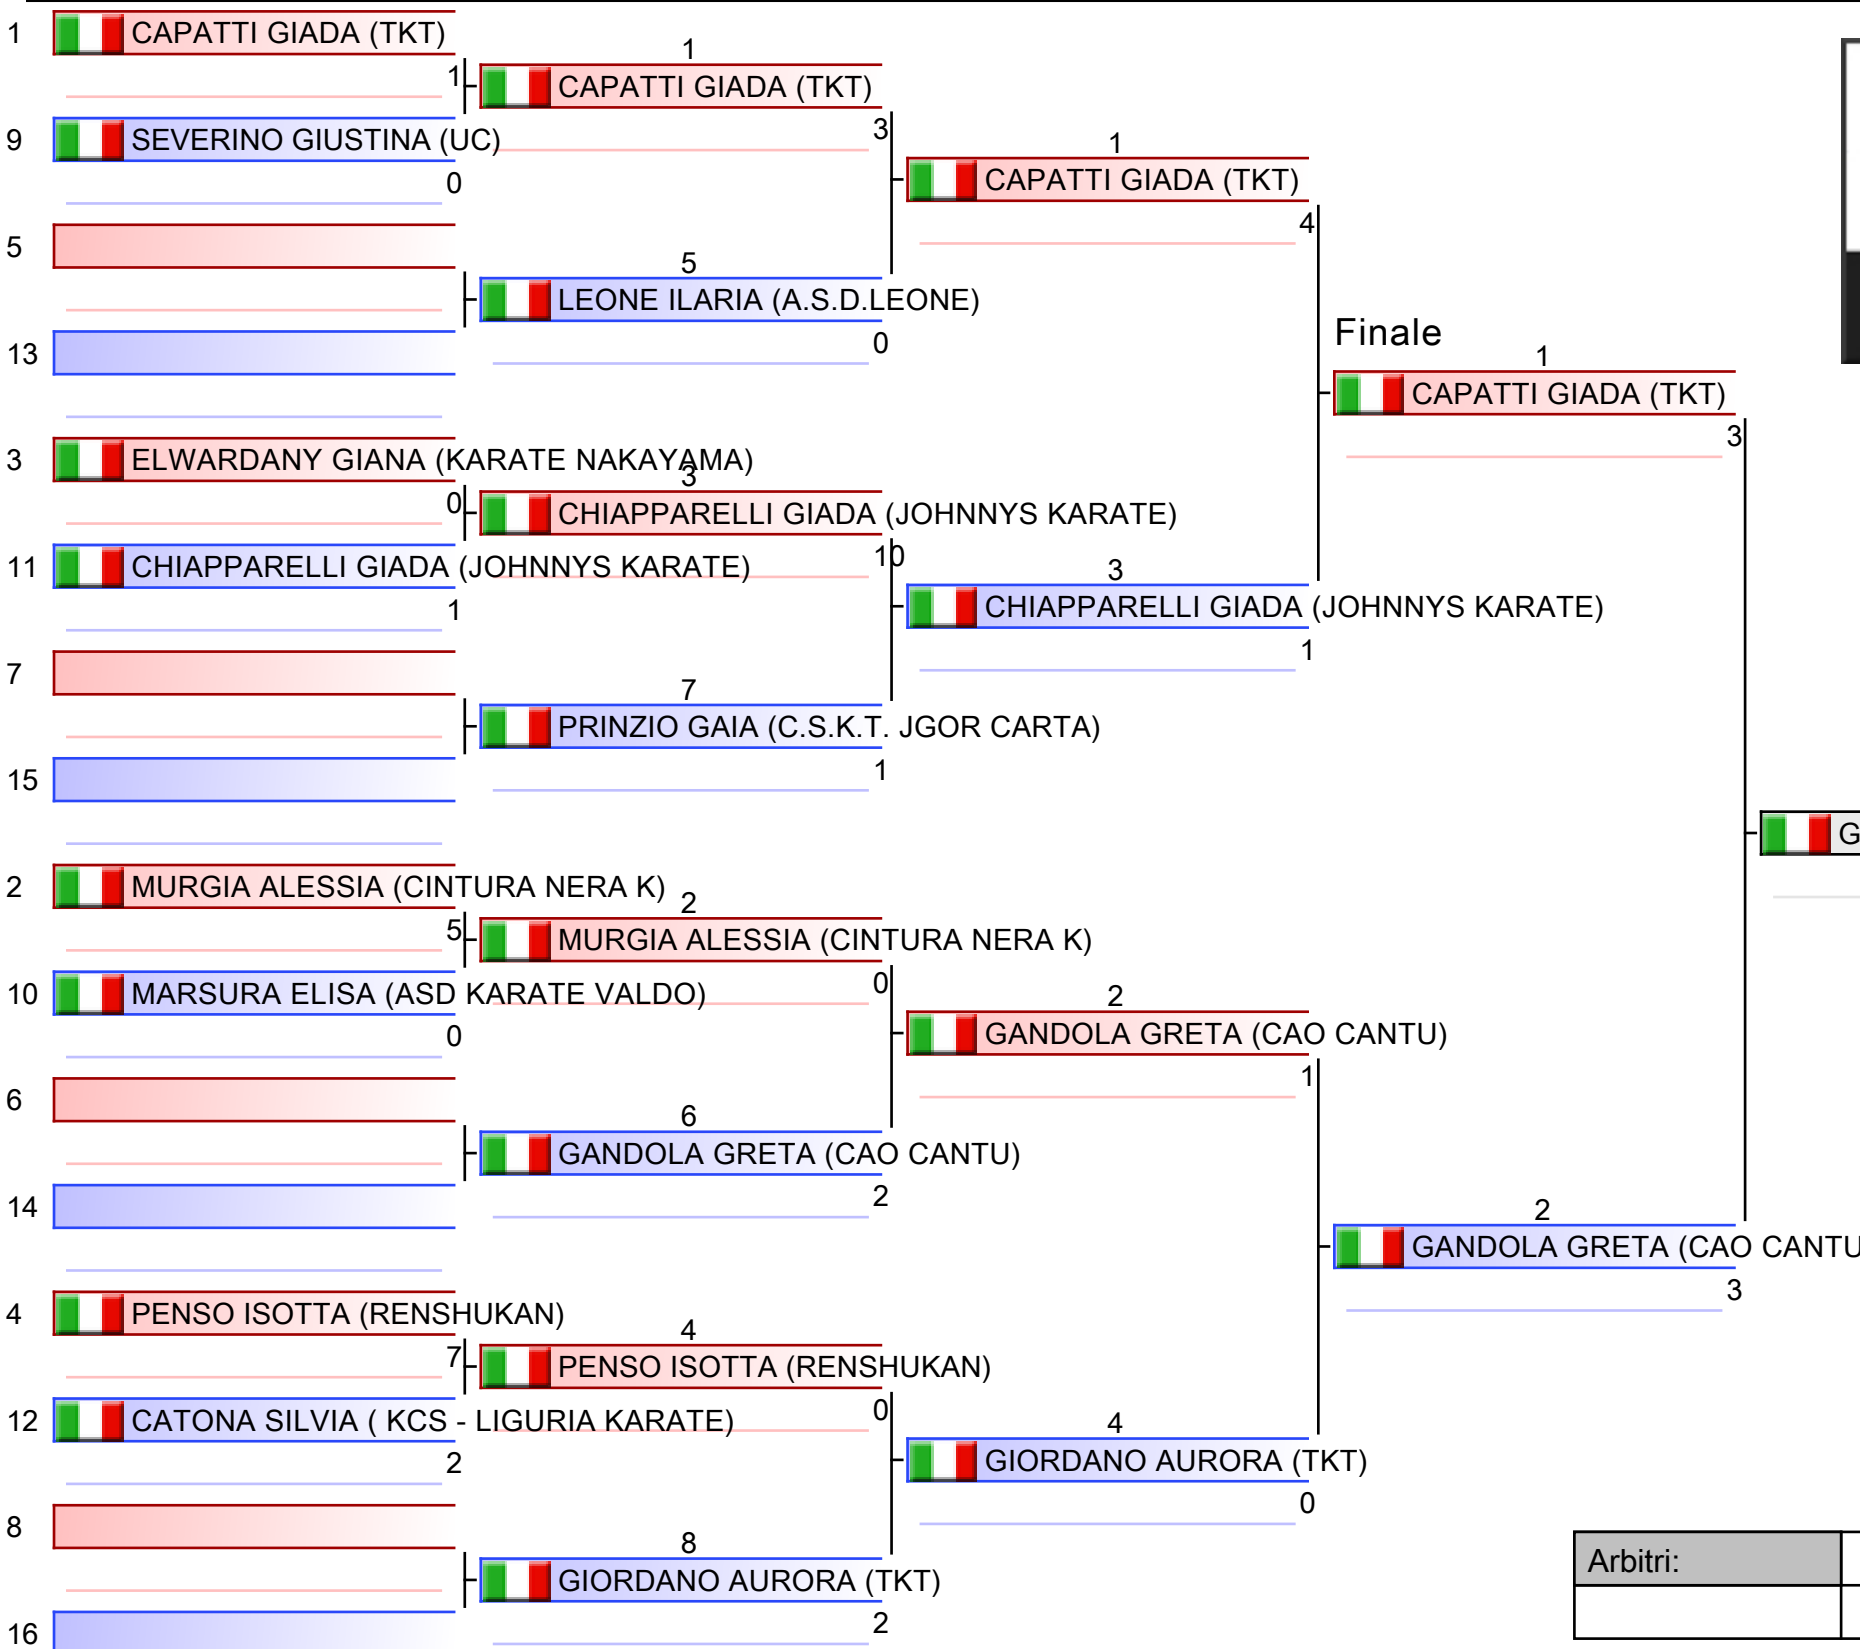 1 CAPATTI GIADA (TKT)
1
1
CAPATTI GIADA (TKT)
9 SEVERINO GIUSTINA (UC)
3
0
1
CAPATTI GIADA (TKT)
4
5
5
LEONE ILARIA (A.S.D.LEONE)
0
13
Finale
1
CAPATTI GIADA (TKT)
3
3 ELWARDANY GIANA (KARATE NAKAYAMA)
3
0
CHIAPPARELLI GIADA (JOHNNYS KARATE)
10
11 CHIAPPARELLI GIADA (JOHNNYS KARATE)
1
3
CHIAPPARELLI GIADA (JOHNNYS KARATE)
1
7
7
PRINZIO GAIA (C.S.K.T. JGOR CARTA)
1
15
G
2 MURGIA ALESSIA (CINTURA NERA K)
2
5
MURGIA ALESSIA (CINTURA NERA K)
0
10 MARSURA ELISA (ASD KARATE VALDO)
0
2
GANDOLA GRETA (CAO CANTU)
1
6
6
GANDOLA GRETA (CAO CANTU)
2
14
2
GANDOLA GRETA (CAO CANTU
3
4 PENSO ISOTTA (RENSHUKAN)
4
7
PENSO ISOTTA (RENSHUKAN)
0
12 CATONA SILVIA ( KCS - LIGURIA KARATE)
2
4
GIORDANO AURORA (TKT)
0
8
8
GIORDANO AURORA (TKT)
2
16
Arbitri: